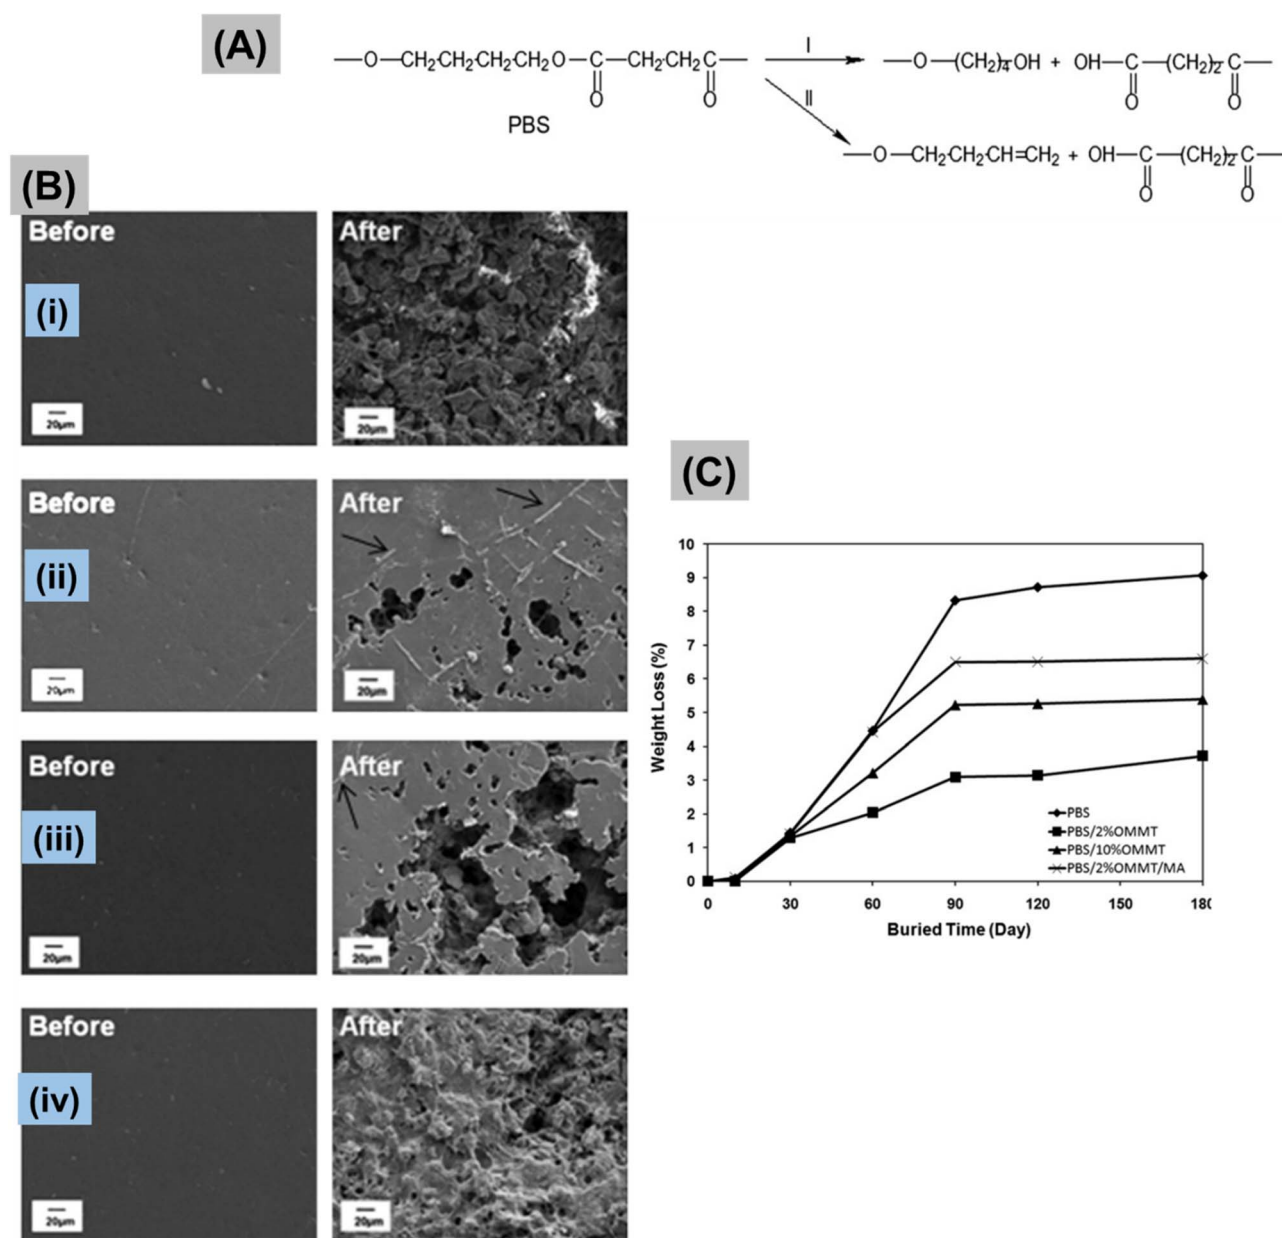 (A)
—O—CH₂CH₂CH₂CH₂O—C—CH₂CH₂C—
O O
PBS
I
II
—O—(CH₂)₄OH + OH—C—(CH₂)₂C—
O O
—O—CH₂CH₂CH=CH₂ + OH—C—(CH₂)₂C—
O O
(B)
Before After
(i)
20µm 20µm
Before After
(ii)
20µm 20µm
Before After
(iii)
20µm 20µm
Before After
(iv)
20µm 20µm
(C)
10
9
8
7
6
5
4
3
2
1
0
Weight Loss (%)
PBS
PBS/2%OMMT
PBS/10%OMMT
PBS/2%OMMT/MA
0 30 60 90 120 150 180
Buried Time (Day)